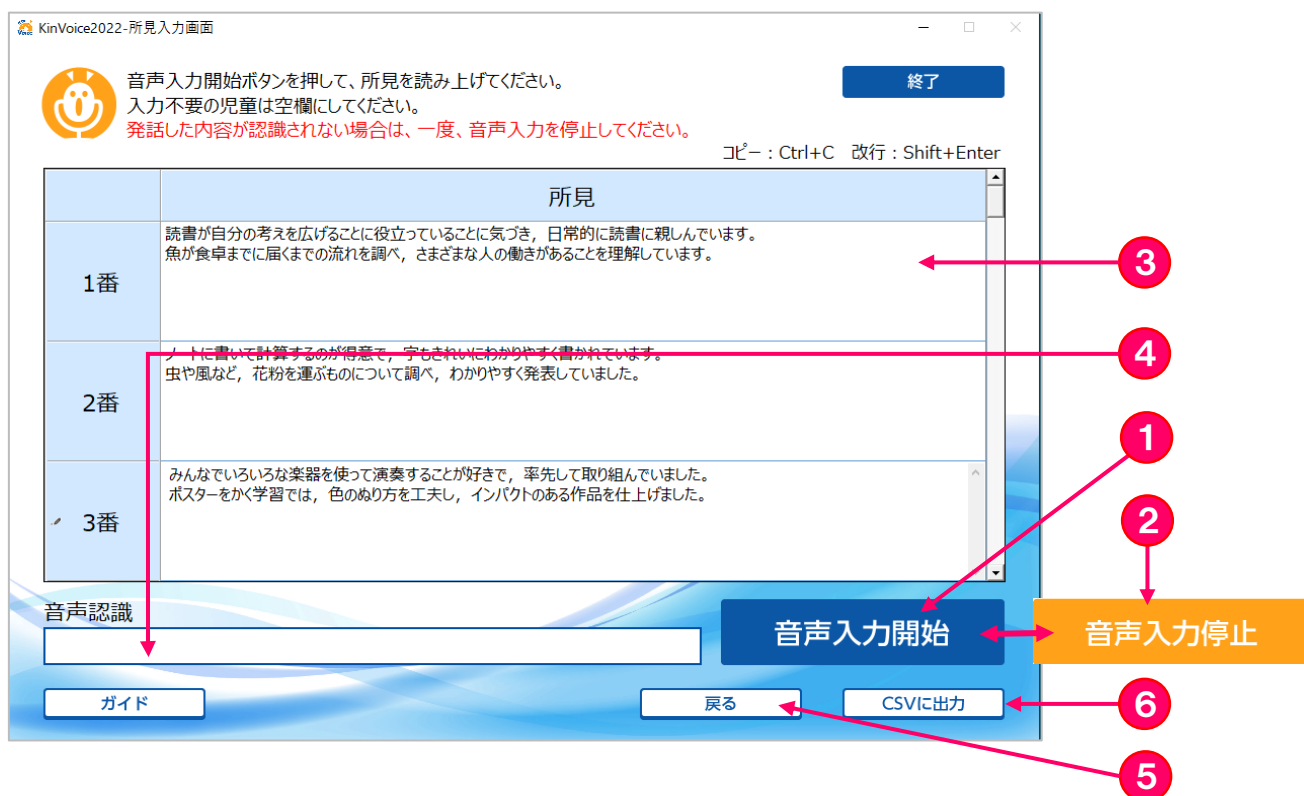 KinVoice2022-所見入力画面
音声入力開始ボタンを押して、所見を読み上げてください。
入力不要の児童は空欄にしてください。
発話した内容が認識されない場合は、一度、音声入力を停止してください。
終了
コピー：Ctrl+C 改行：Shift+Enter
所見
1番
読書が自分の考えを広げることに役立っていることに気づき，日常的に読書に親しんでいます。
魚が食卓までに届くまでの流れを調べ，さまざまな人の働きがあることを理解しています。
3
2番
ノートに書いて計算するのが得意で，字もきれいにわかりやすく書かれています。
虫や風など，花粉を運ぶものについて調べ，わかりやすく発表していました。
4
1
3番
みんなでいろいろな楽器を使って演奏することが好きで，率先して取り組んでいました。
ポスターをかく学習では，色のぬり方を工夫し，インパクトのある作品を仕上げました。
2
音声認識
音声入力開始
音声入力停止
ガイド
戻る
CSVに出力
6
5